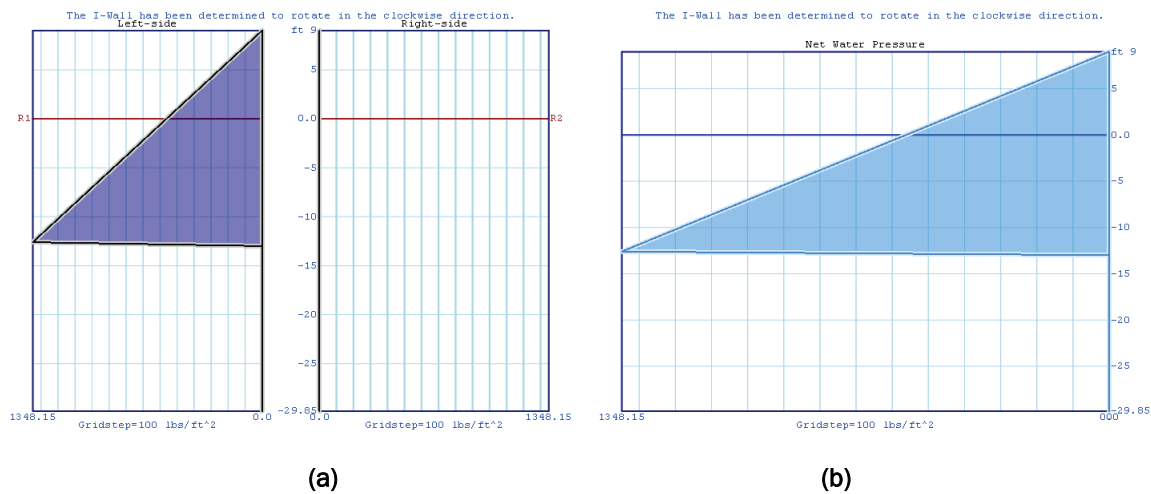 The I-Wall has been determined to rotate in the clockwise direction.
Left-side
Right-side
ft 9
5
R1
0.0
R2
-5
-10
-15
-20
-25
-29.85
1348.15
0.0
0.0
1348.15
Gridstep=100 lbs/ft^2
Gridstep=100 lbs/ft^2
(a)
The I-Wall has been determined to rotate in the clockwise direction.
Net Water Pressure
ft 9
5
0.0
-5
-10
-15
-20
-25
-29.85
1348.15
000
Gridstep=100 lbs/ft^2
(b)